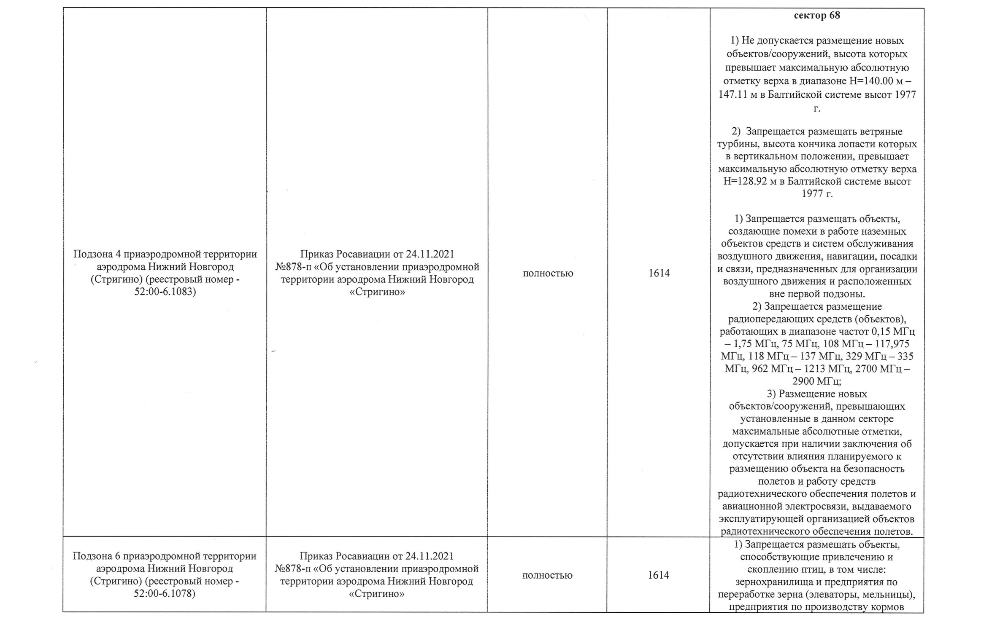 сектор 68
1) Не допускается размещение новых
объектов/сооружений, высота которых
превышает максимальную абсолютную
отметку верха в диапазоне Н=140.00 м –
147.11 м в Балтийской системе высот 1977
г.
2) Запрещается размещать ветряные
турбины, высота кончика лопасти которых
в вертикальном положении, превышает
максимальную абсолютную отметку верха
Н=128.92 м в Балтийской системе высот
1977 г.
Подзона 4 приаэродромной территории
аэродрома Нижний Новгород
(Стригино) (реестровый номер -
52:00-6.1083)
Приказ Росавиации от 24.11.2021
№878-п «Об установлении приаэродромной
территории аэродрома Нижний Новгород
«Стригино»
полностью
1614
1) Запрещается размещать объекты,
создающие помехи в работе наземных
объектов средств и систем обслуживания
воздушного движения, навигации, посадки
и связи, предназначенных для организации
воздушного движения и расположенных
вне первой подзоны.
2) Запрещается размещение
радиопередающих средств (объектов),
работающих в диапазоне частот 0,15 МГц
– 1,75 МГц, 75 МГц, 108 МГц – 117,975
МГц, 118 МГц – 137 МГц, 329 МГц – 335
МГц, 962 МГц – 1213 МГц, 2700 МГц –
2900 МГц;
3) Размещение новых
объектов/сооружений, превышающих
установленные в данном секторе
максимальные абсолютные отметки,
допускается при наличии заключения об
отсутствии влияния планируемого к
размещению объекта на безопасность
полетов и работу средств
радиотехнического обеспечения полетов и
авиационной электросвязи, выдаваемого
эксплуатирующей организацией объектов
радиотехнического обеспечения полетов.
Подзона 6 приаэродромной территории
аэродрома Нижний Новгород
(Стригино) (реестровый номер -
52:00-6.1078)
Приказ Росавиации от 24.11.2021
№878-п «Об установлении приаэродромной
территории аэродрома Нижний Новгород
«Стригино»
полностью
1614
1) Запрещается размещать объекты,
способствующие привлечению и
скоплению птиц, в том числе:
зернохранилища и предприятия по
переработке зерна (элеваторы, мельницы),
предприятия по производству кормов